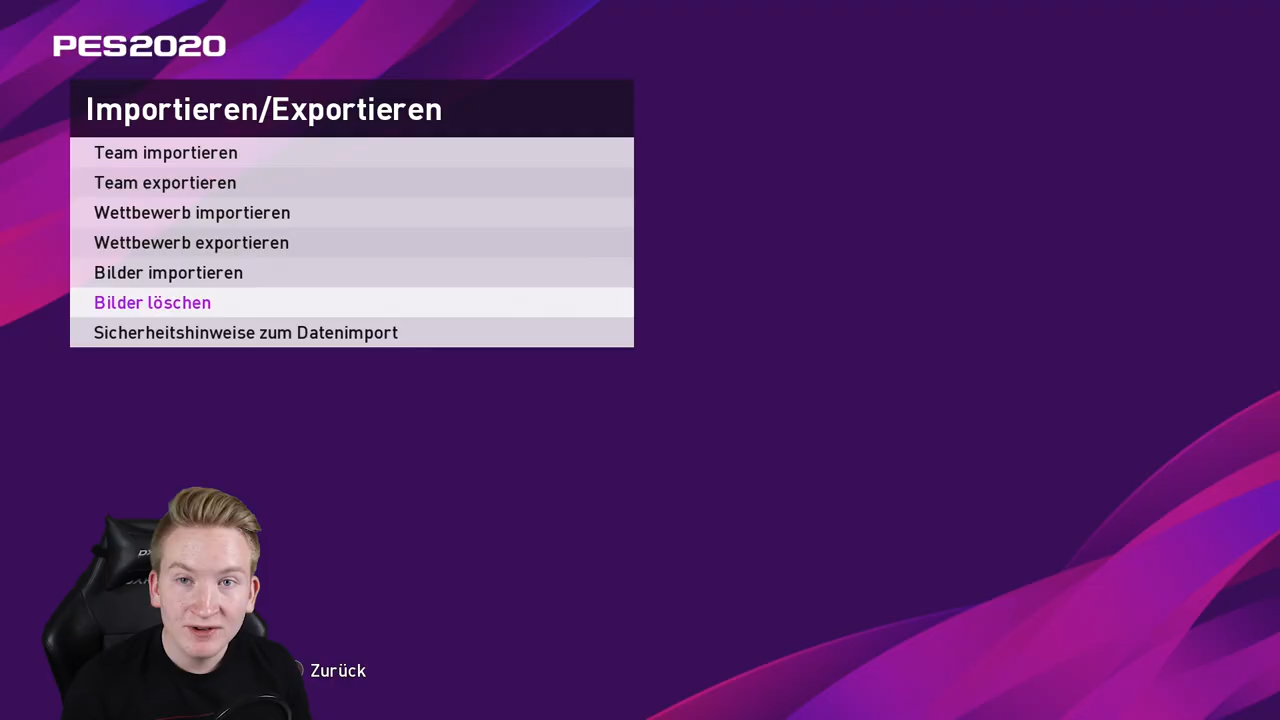 PES2020
Importieren/Exportieren
Team importieren
Team exportieren
Wettbewerb importieren
Wettbewerb exportieren
Bilder importieren
Bilder löschen
Sicherheitshinweise zum Datenimport
Zurück